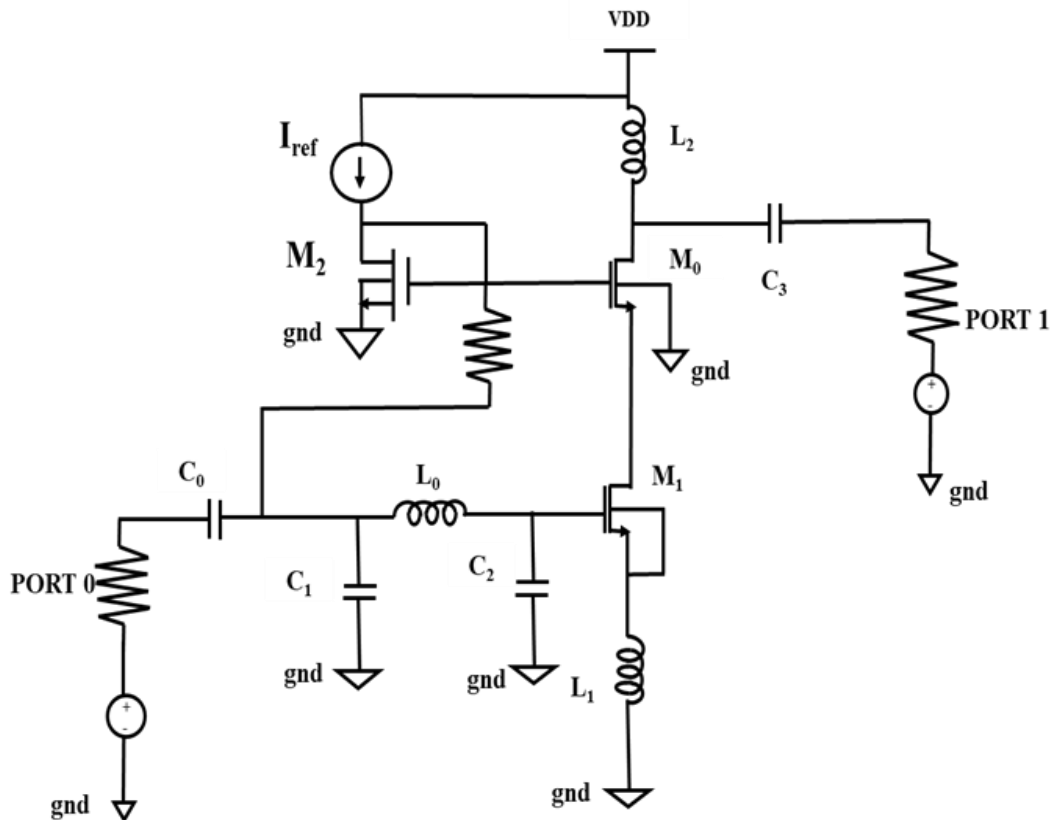 VDD
I_ref
L₂
M₂
M₀
C₃
PORT 1
gnd
gnd
gnd
C₀
L₀
M₁
PORT 0
C₁
C₂
gnd
gnd
L₁
gnd
gnd
+
-
+
-